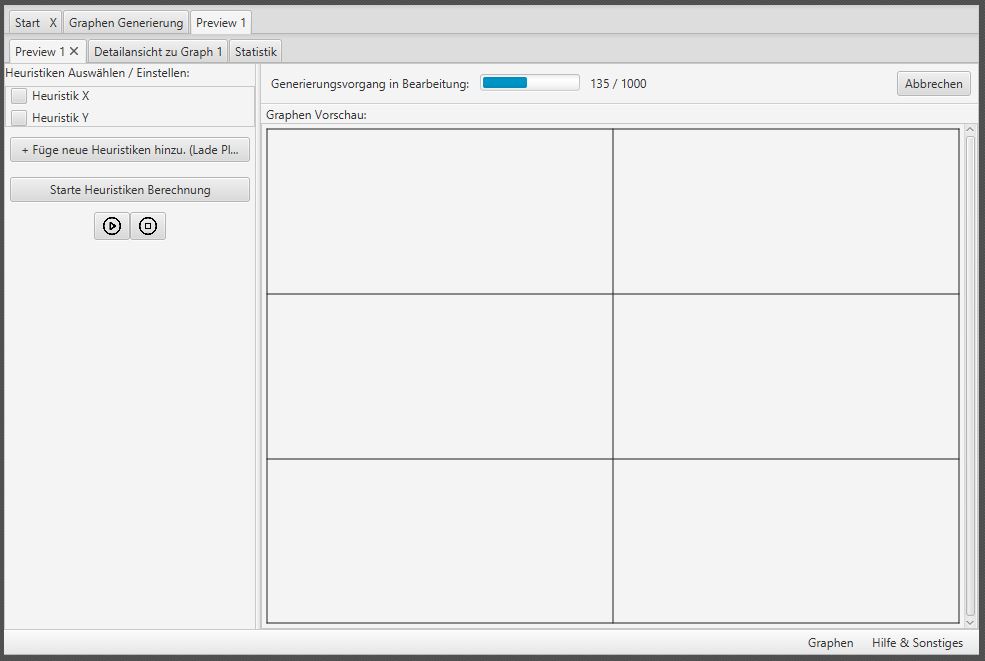 Start X Graphen Generierung Preview 1
Preview 1 Detailansicht zu Graph 1 Statistik
Heuristiken Auswählen / Einstellen:
Heuristik X
Heuristik Y
+ Füge neue Heuristiken hinzu. (Lade Pl...
Starte Heuristiken Berechnung
Generierungsvorgang in Bearbeitung: 135 / 1000 Abbrechen
Graphen Vorschau:
Graphen Hilfe & Sonstiges